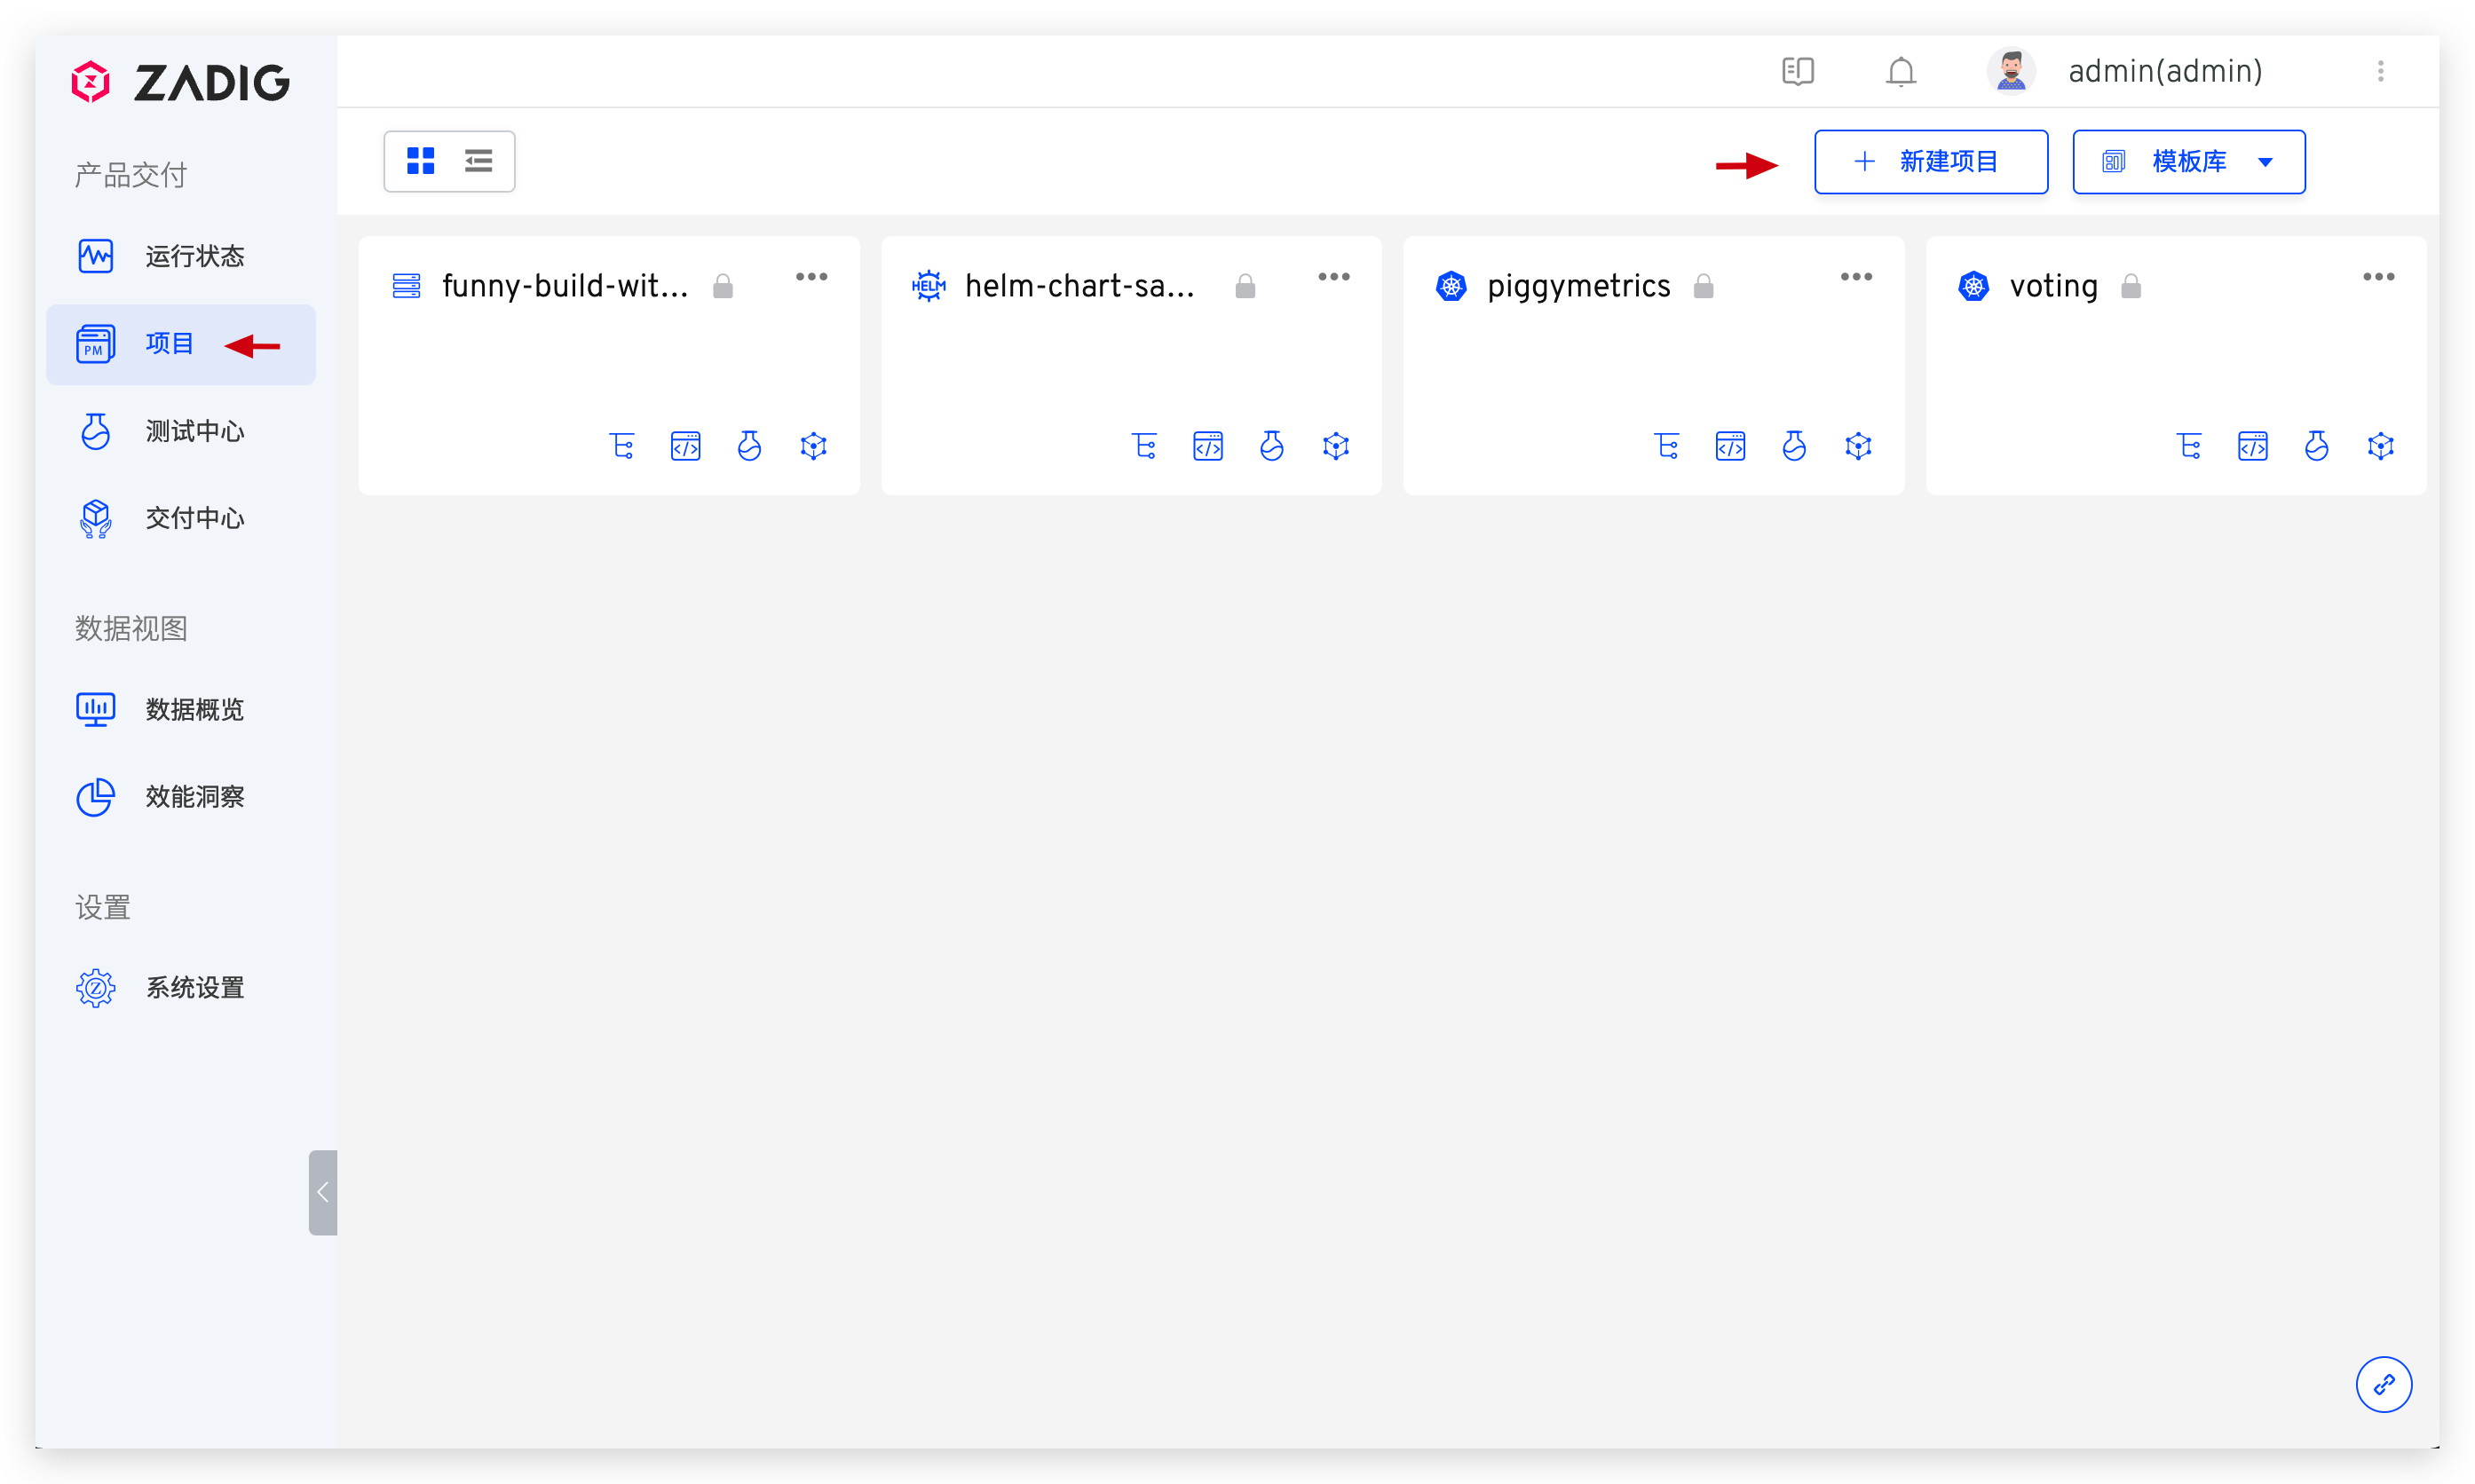 ZADIG
admin(admin)
新建项目
模板库
产品交付
运行状态
PM
项目
测试中心
交付中心
数据视图
数据概览
效能洞察
设置
Z
系统设置
funny-build-wit...
HELM
helm-chart-sa...
piggymetrics
voting